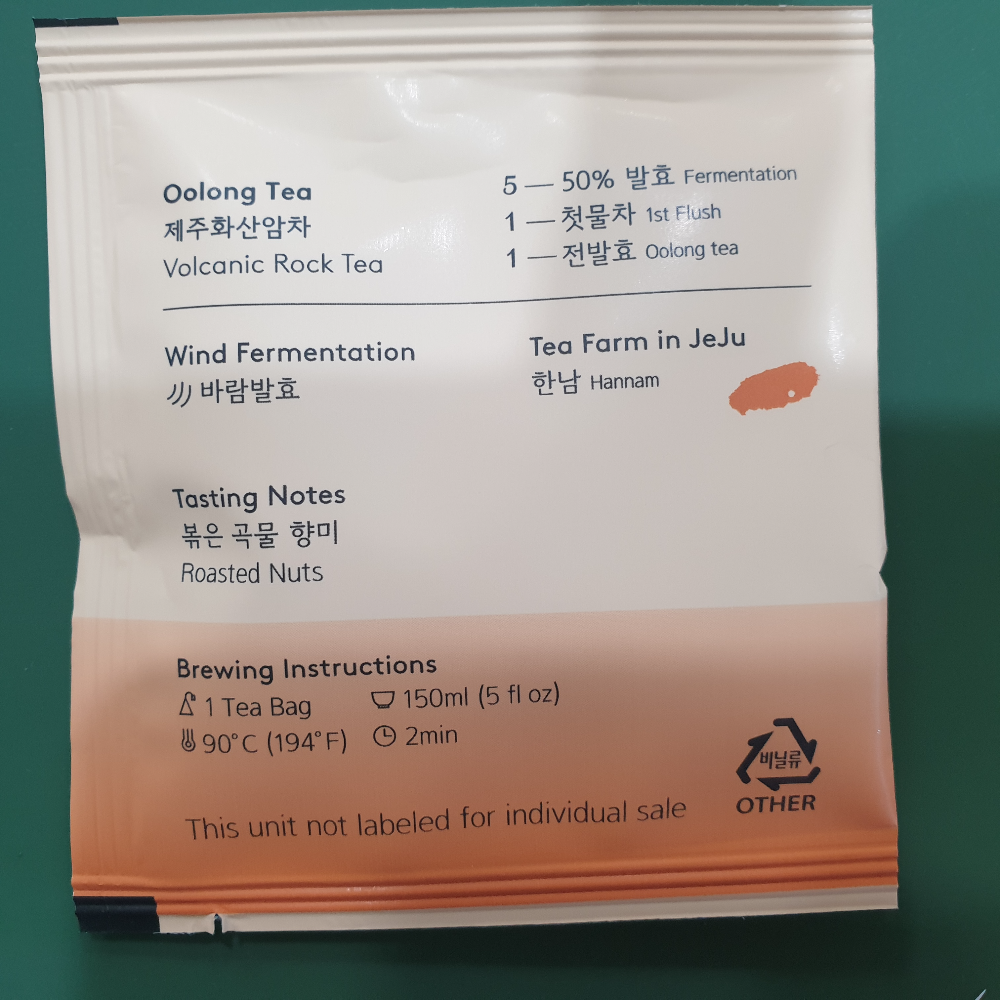 Oolong Tea
제주화산암차
Volcanic Rock Tea
5 — 50% 발효 Fermentation
1 — 첫물차 1st Flush
1 — 전발효 Oolong tea
Wind Fermentation
바람발효
Tea Farm in JeJu
한남 Hannam
Tasting Notes
볶은 곡물 향미
Roasted Nuts
Brewing Instructions
1 Tea Bag
150ml (5 fl oz)
90°C (194°F)
2min
비닐류
OTHER
This unit not labeled for individual sale